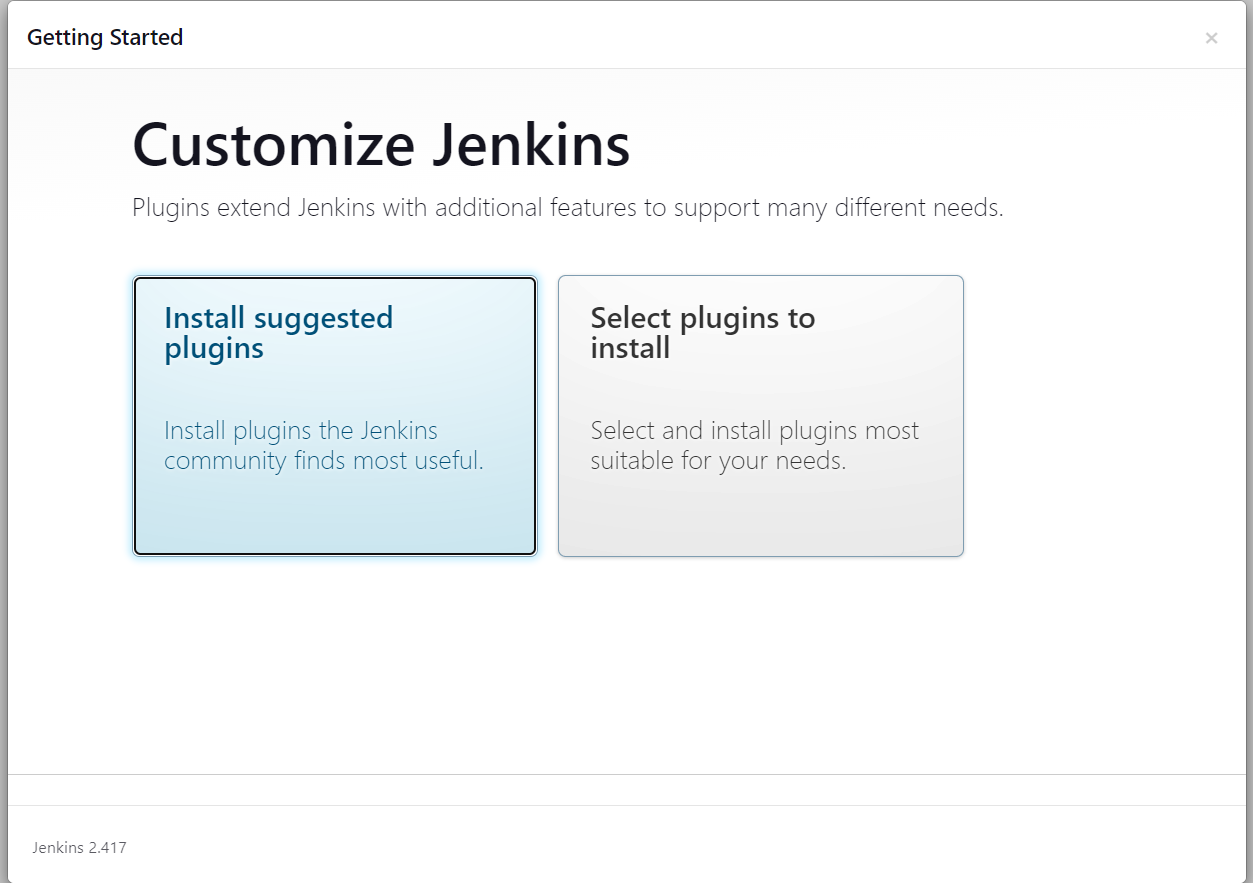 Getting Started
×
Customize Jenkins
Plugins extend Jenkins with additional features to support many different needs.
Install suggested
plugins
Install plugins the Jenkins
community finds most useful.
Select plugins to
install
Select and install plugins most
suitable for your needs.
Jenkins 2.417